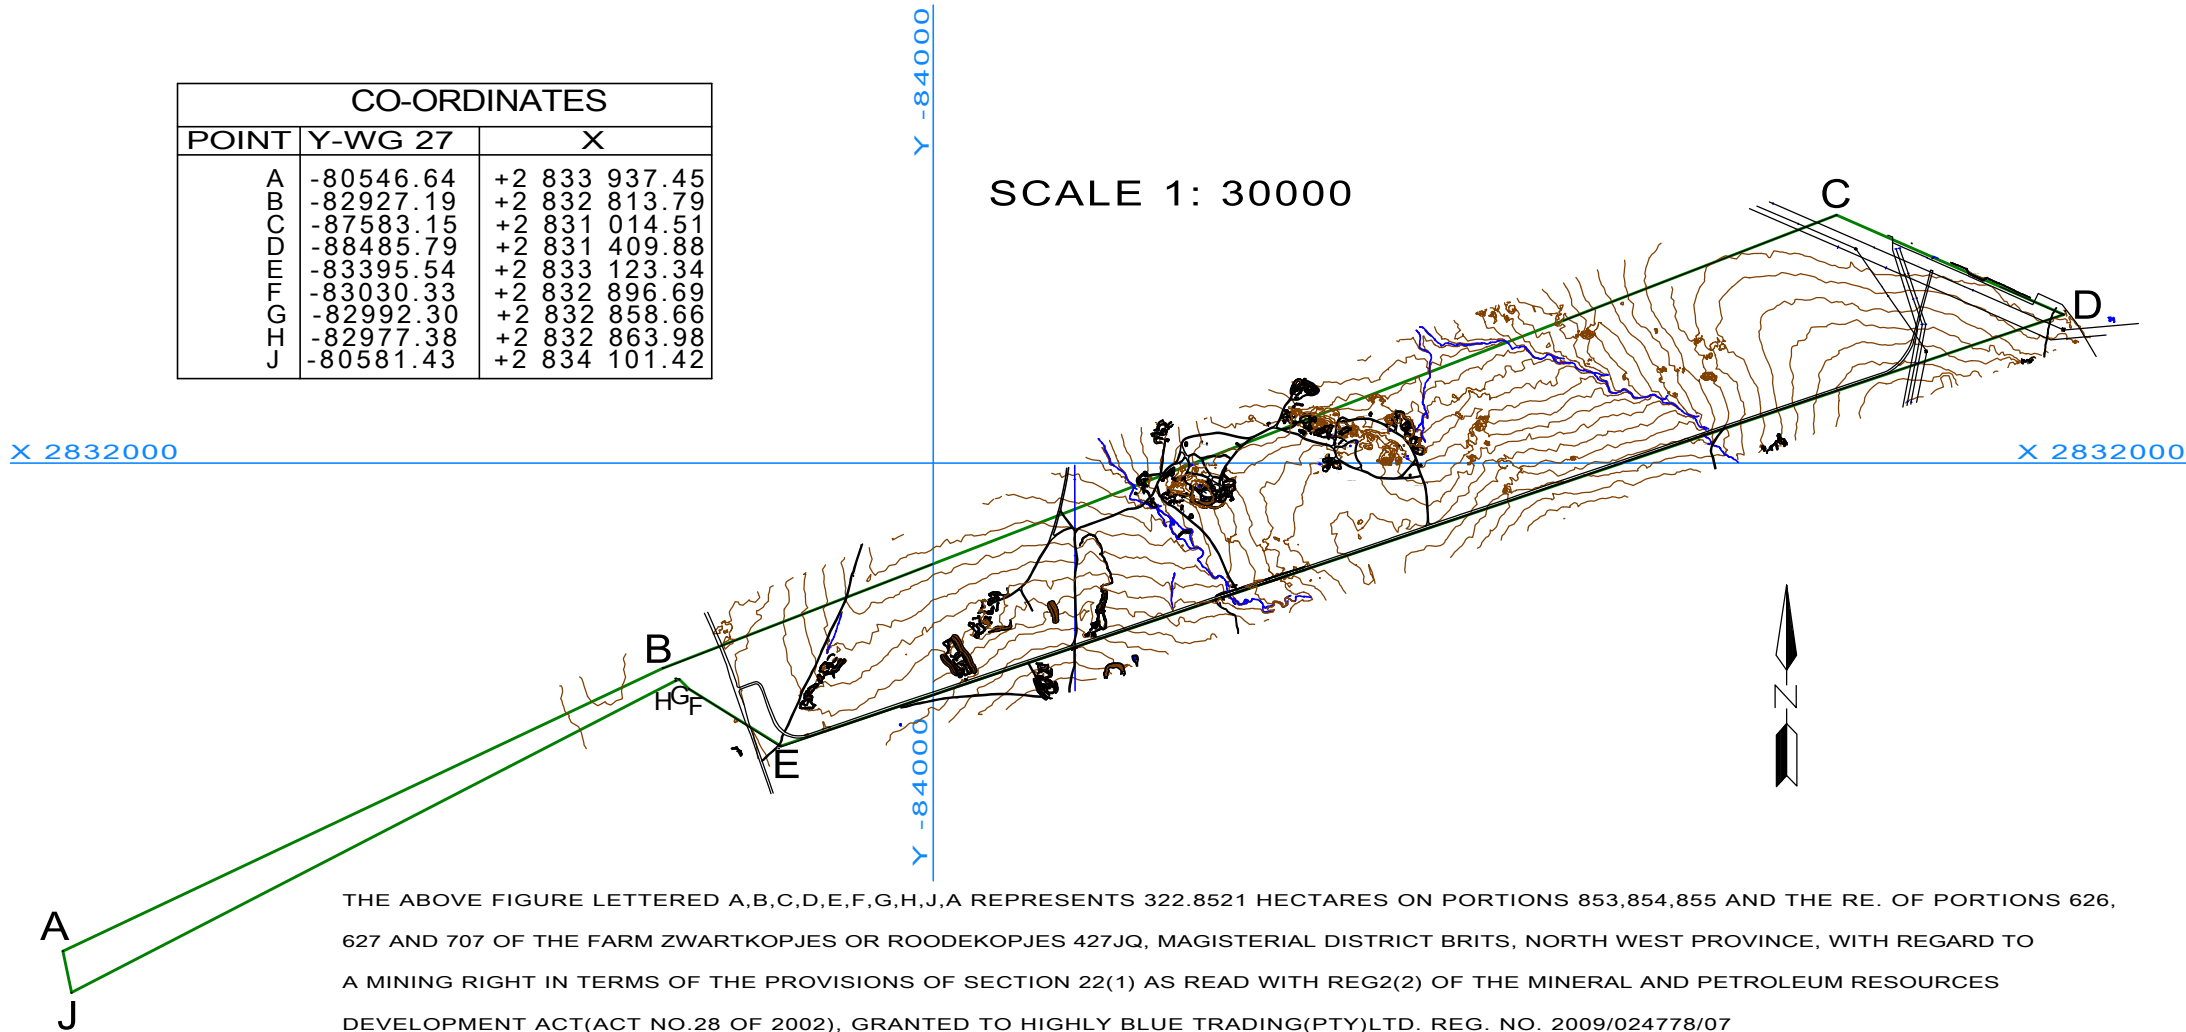 CO-ORDINATES
POINT Y-WG 27 X
A -80546.64 +2 833 937.45
B -82927.19 +2 832 813.79
C -87583.15 +2 831 014.51
D -88485.79 +2 831 409.88
E -83395.54 +2 833 123.34
F -83030.33 +2 832 896.69
G -82992.30 +2 832 858.66
H -82977.38 +2 832 863.98
J -80581.43 +2 834 101.42
Y -84000
SCALE 1: 30000
C
D
X 2832000
X 2832000
B
H
G
F
E
N
Y -84000
A
J
THE ABOVE FIGURE LETTERED A,B,C,D,E,F,G,H,J,A REPRESENTS 322.8521 HECTARES ON PORTIONS 853,854,855 AND THE RE. OF PORTIONS 626,
627 AND 707 OF THE FARM ZWARTKOPJES OR ROODEKOPJES 427JQ, MAGISTERIAL DISTRICT BRITS, NORTH WEST PROVINCE, WITH REGARD TO
A MINING RIGHT IN TERMS OF THE PROVISIONS OF SECTION 22(1) AS READ WITH REG2(2) OF THE MINERAL AND PETROLEUM RESOURCES
DEVELOPMENT ACT(ACT NO.28 OF 2002), GRANTED TO HIGHLY BLUE TRADING(PTY)LTD. REG. NO. 2009/024778/07